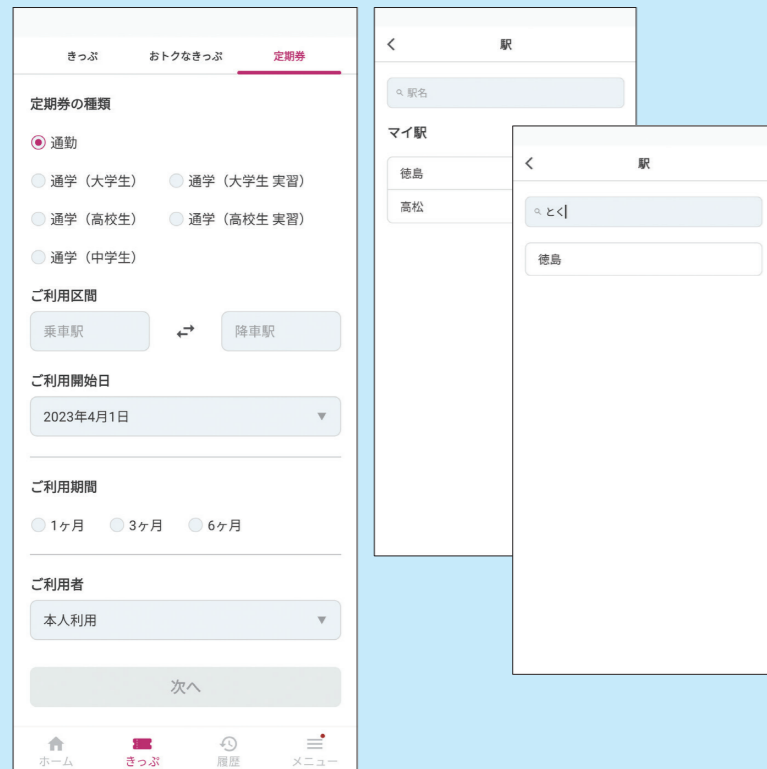 きっぷ おトクなきっぷ 定期券
定期券の種類
通勤
通学（大学生） 通学（大学生 実習）
通学（高校生） 通学（高校生 実習）
通学（中学生）
ご利用区間
乗車駅 降車駅
ご利用開始日
2023年4月1日
ご利用期間
1ヶ月 3ヶ月 6ヶ月
ご利用者
本人利用
次へ
ホーム きっぷ 履歴 メニュー
駅
駅名
マイ駅
徳島
高松
駅
とく
徳島